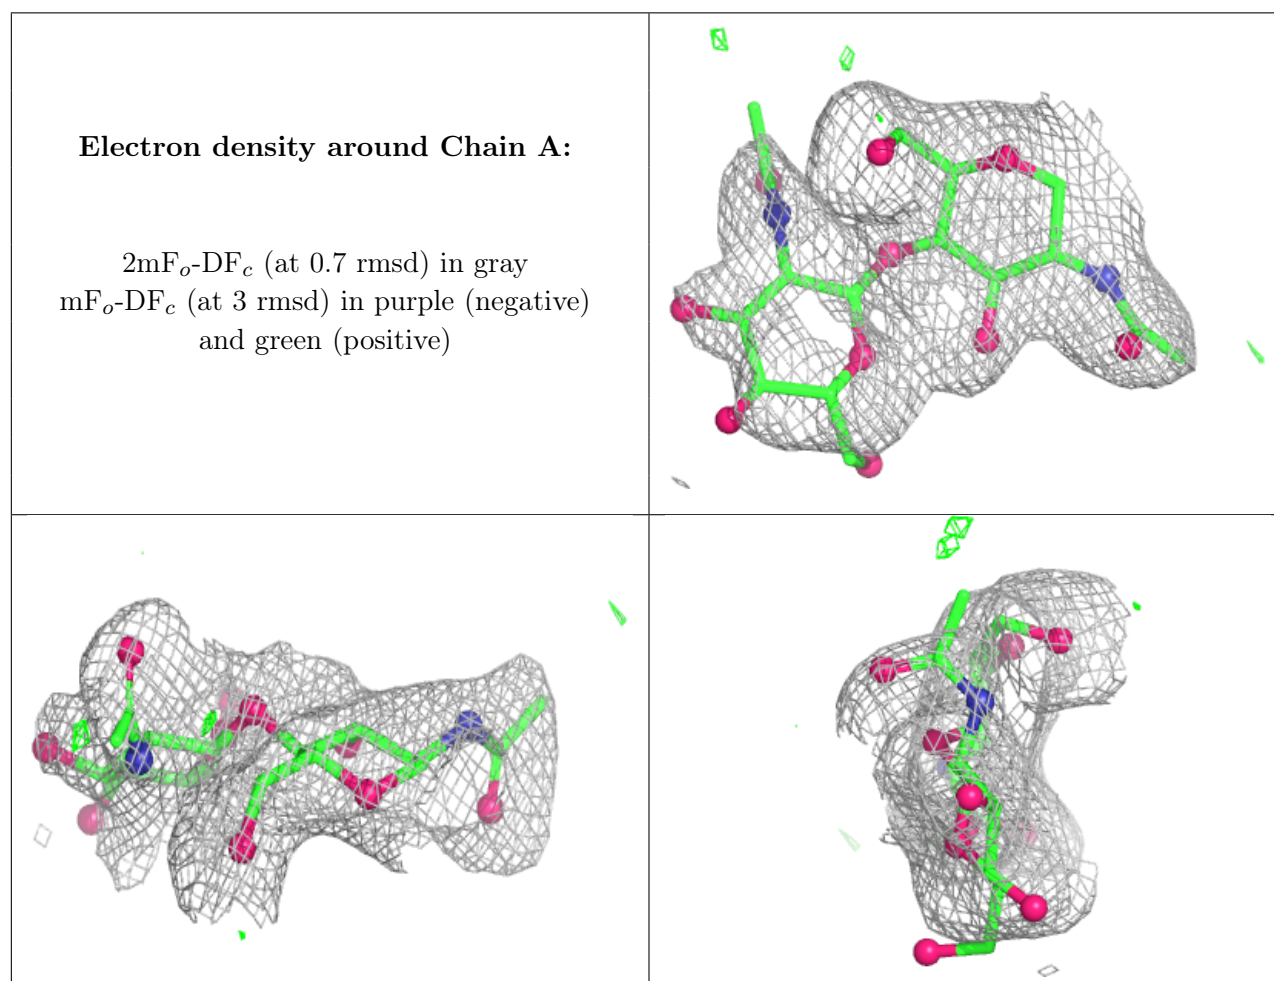 Electron density around Chain A:
2mFₒ-DF𝒸 (at 0.7 rmsd) in gray
mFₒ-DF𝒸 (at 3 rmsd) in purple (negative)
and green (positive)